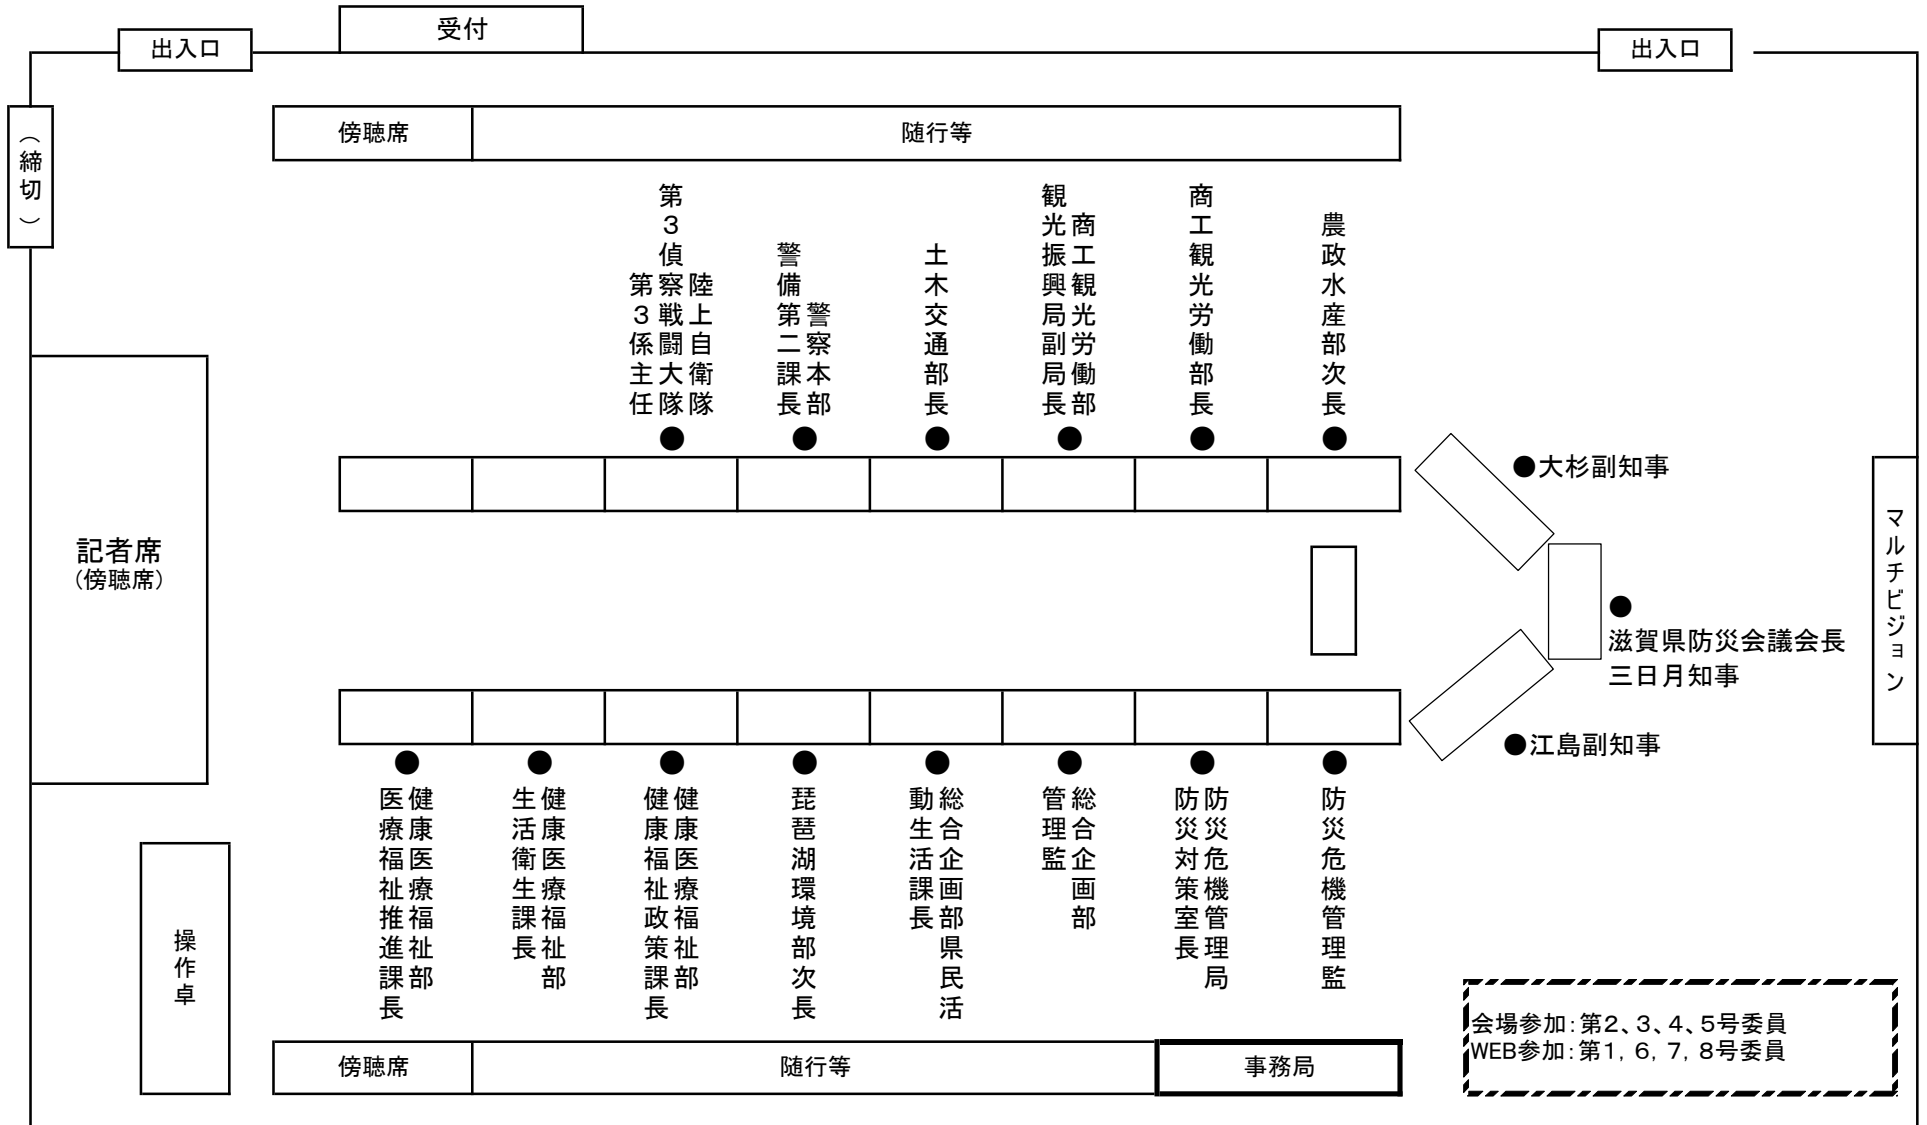 受付
出入口
出入口
（締切）
傍聴席
随行等
陸上自衛隊
第３偵察戦闘大隊
第３係主任
警察本部
警備第二課長
土木交通部長
商工観光労働部
観光振興局副局長
商工観光労働部長
農政水産部次長
●大杉副知事
記者席
（傍聴席）
マルチビジョン
滋賀県防災会議会長
三日月知事
●江島副知事
健康医療福祉部
医療福祉推進課長
健康医療福祉部
生活衛生課長
健康医療福祉部
健康福祉政策課長
琵琶湖環境部次長
総合企画部県民活
動生活課長
総合企画部
管理監
防災危機管理局
防災対策室長
防災危機管理監
操作卓
会場参加：第2、3、4、5号委員
WEB参加：第1，6，7，8号委員
傍聴席
随行等
事務局